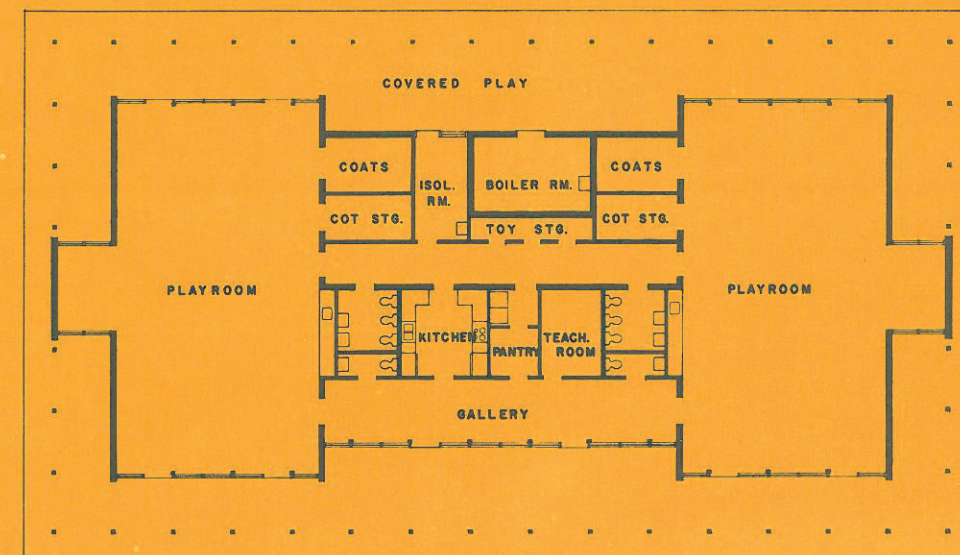 COVERED PLAY
COATS
ISOL.
RM.
BOILER RM.
COATS
COT STG.
TOY STG.
COT STG.
PLAYROOM
PLAYROOM
KITCHEN
PANTRY
TEACH.
ROOM
GALLERY